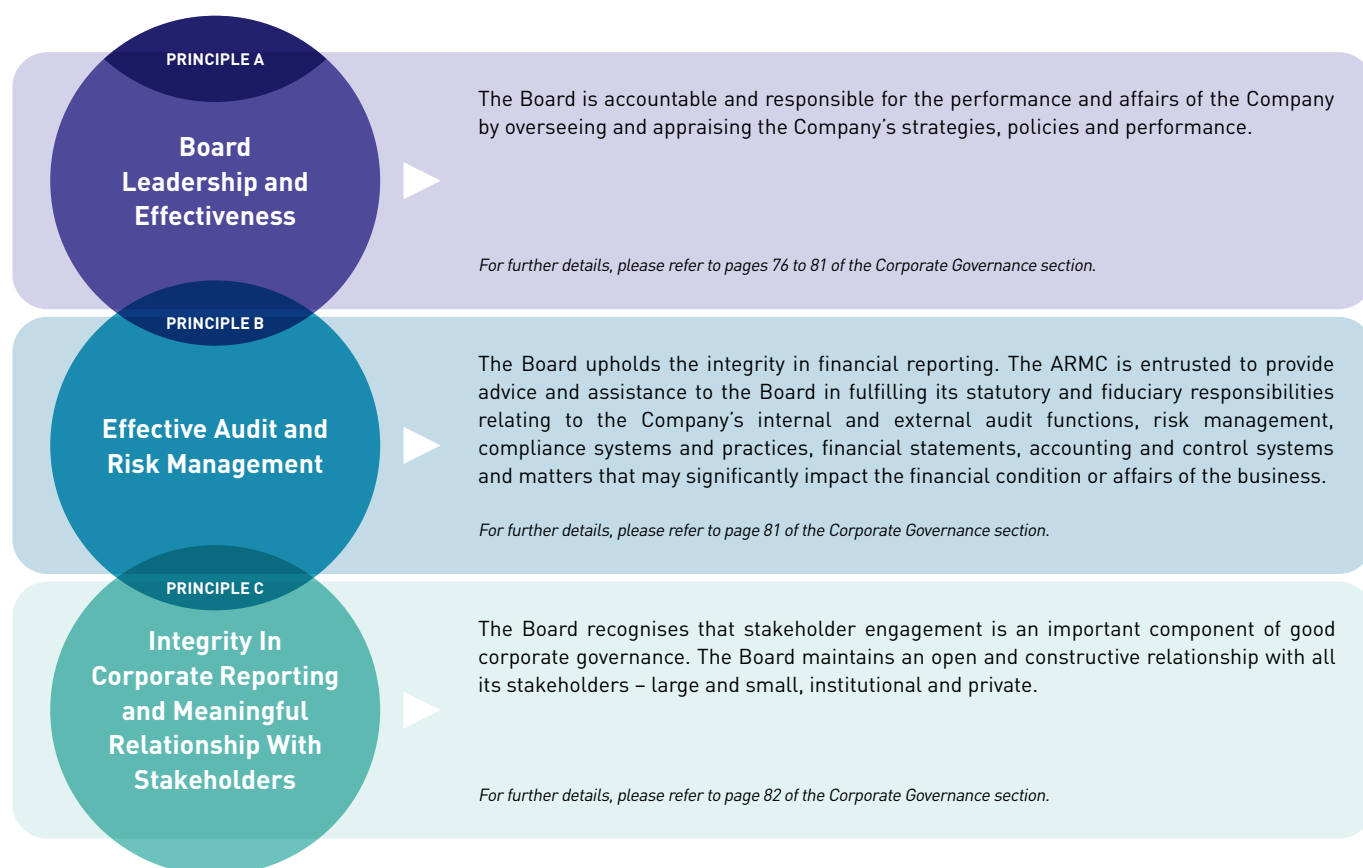 PRINCIPLE A
Board
Leadership and
Effectiveness
The Board is accountable and responsible for the performance and affairs of the Company
by overseeing and appraising the Company’s strategies, policies and performance.
For further details, please refer to pages 76 to 81 of the Corporate Governance section.
PRINCIPLE B
Effective Audit and
Risk Management
The Board upholds the integrity in financial reporting. The ARMC is entrusted to provide
advice and assistance to the Board in fulfilling its statutory and fiduciary responsibilities
relating to the Company’s internal and external audit functions, risk management,
compliance systems and practices, financial statements, accounting and control systems
and matters that may significantly impact the financial condition or affairs of the business.
For further details, please refer to page 81 of the Corporate Governance section.
PRINCIPLE C
Integrity In
Corporate Reporting
and Meaningful
Relationship With
Stakeholders
The Board recognises that stakeholder engagement is an important component of good
corporate governance. The Board maintains an open and constructive relationship with all
its stakeholders – large and small, institutional and private.
For further details, please refer to page 82 of the Corporate Governance section.